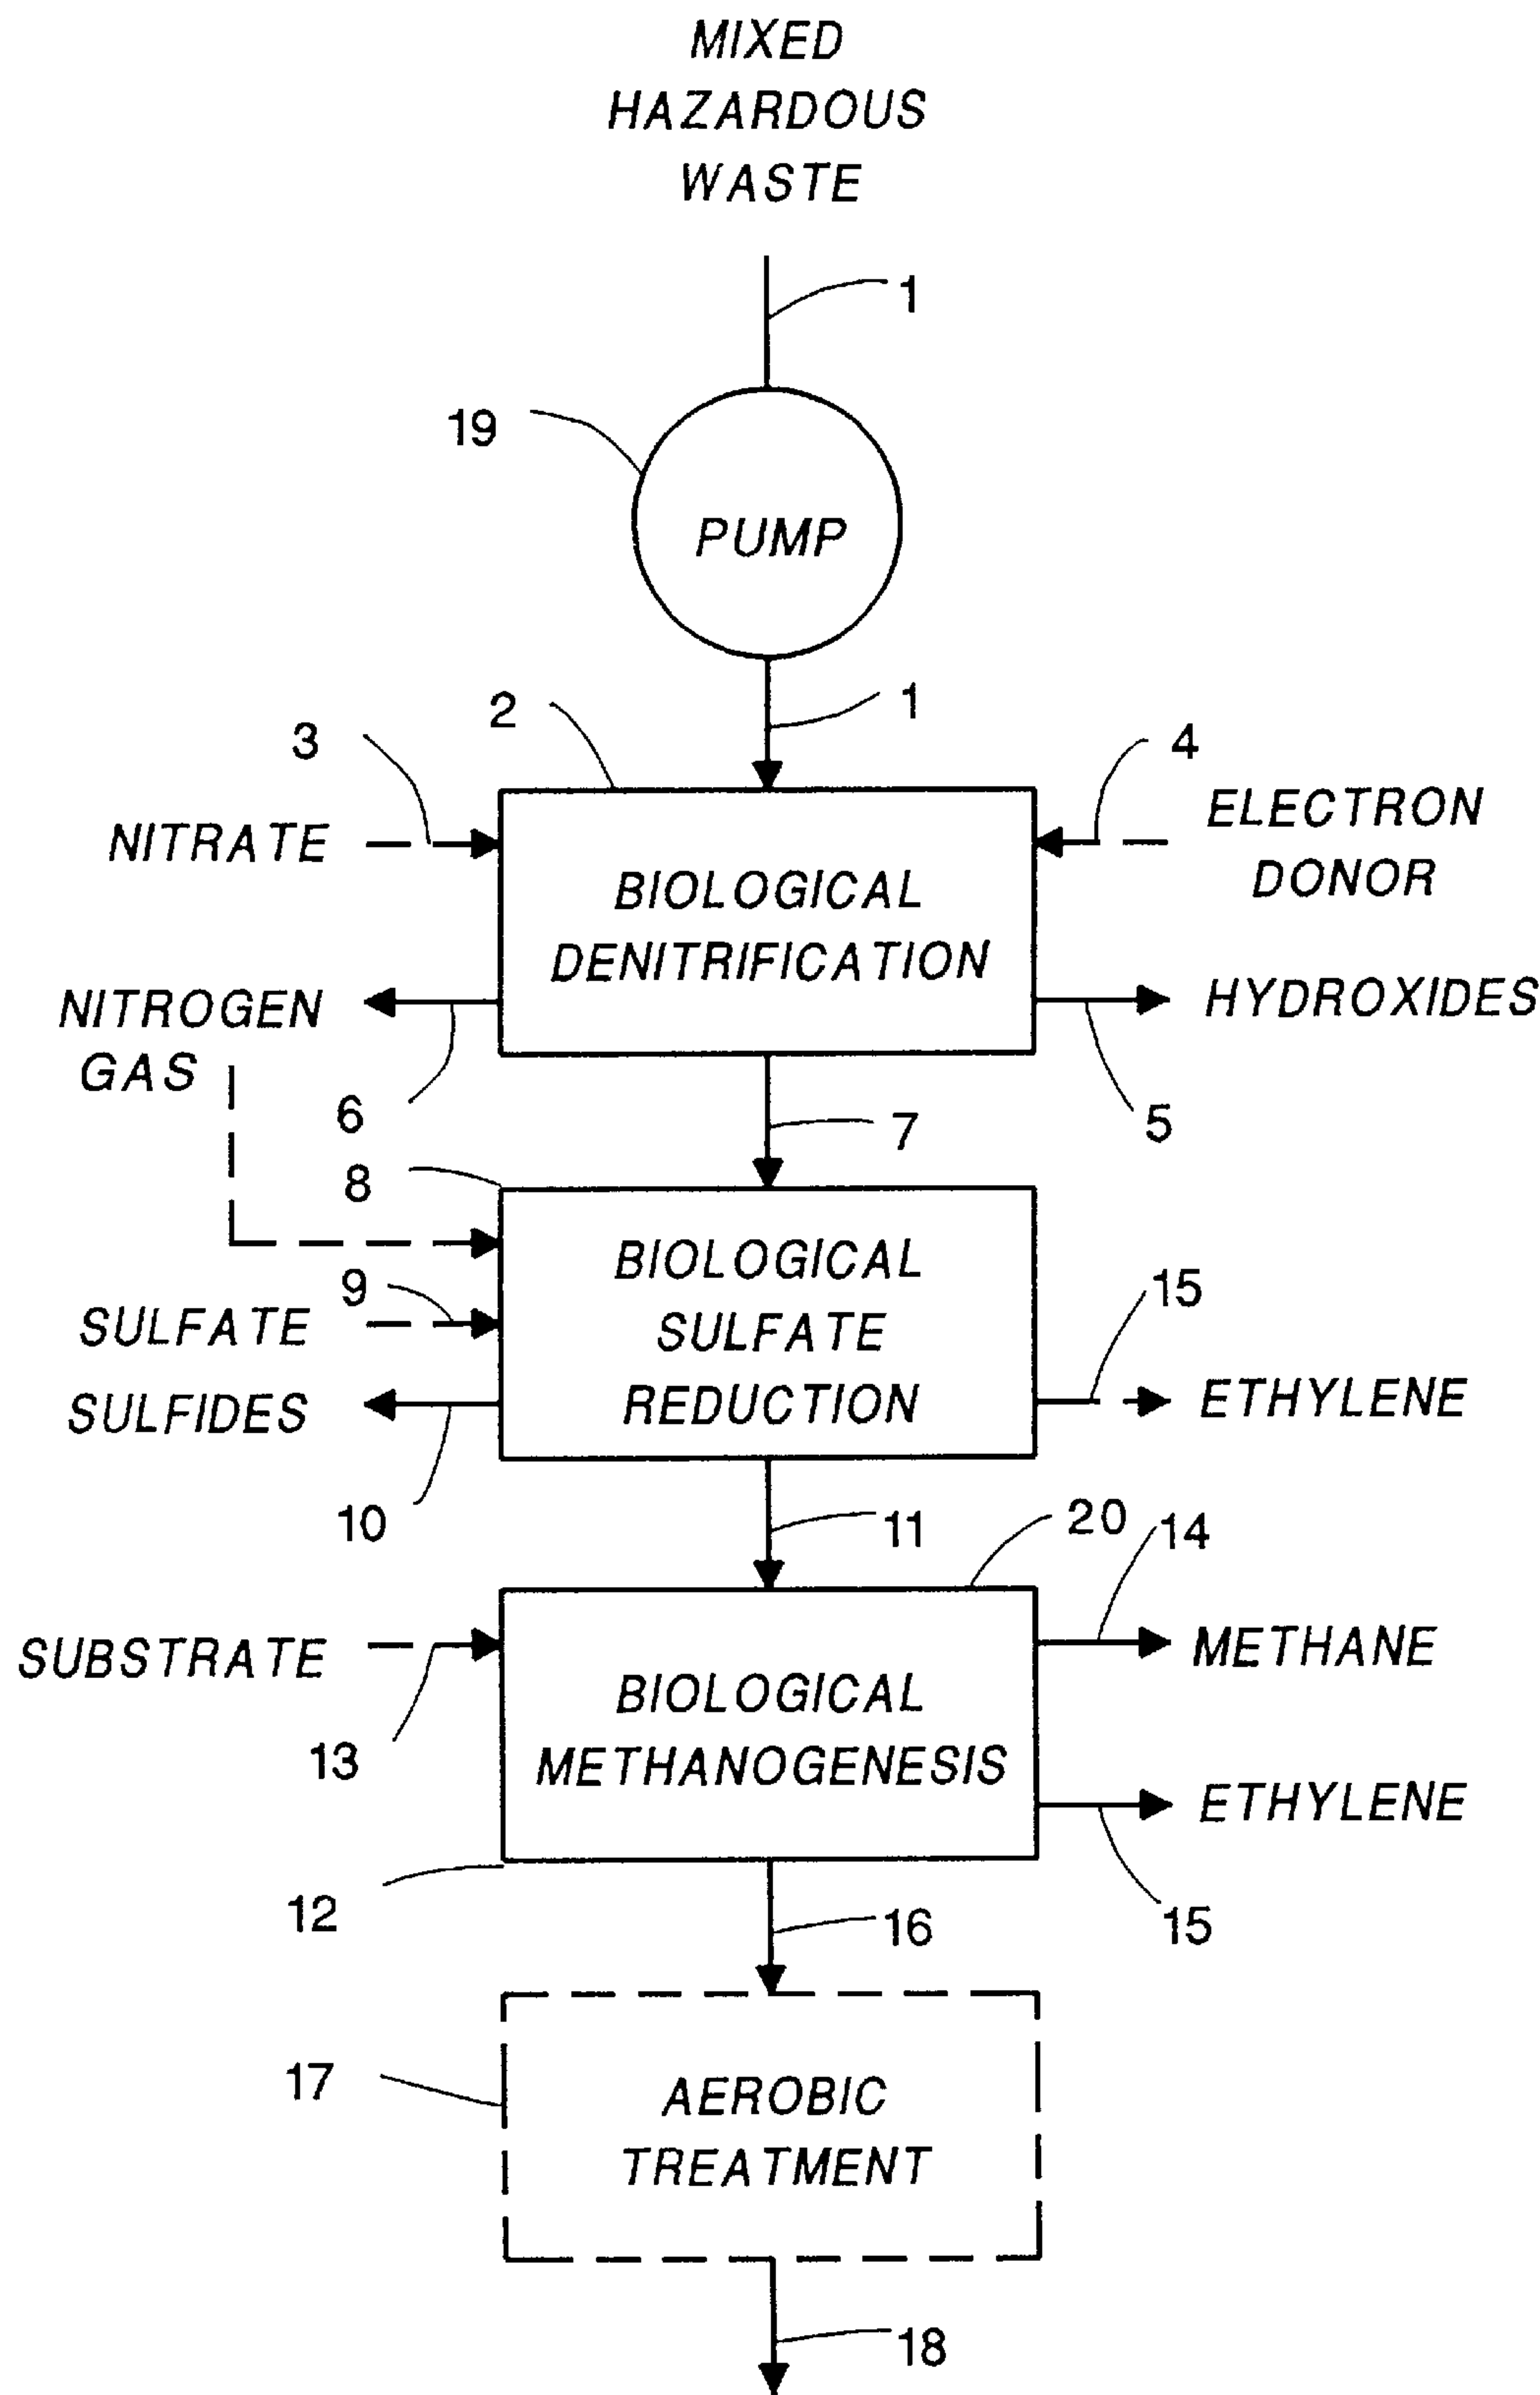 MIXED
HAZARDOUS
WASTE
1
19
PUMP
2
1
3
4
NITRATE
ELECTRON
DONOR
BIOLOGICAL
DENITRIFICATION
NITROGEN
GAS
HYDROXIDES
6
7
5
8
BIOLOGICAL
SULFATE
REDUCTION
9
15
SULFATE
SULFIDES
ETHYLENE
10
11
20
14
SUBSTRATE
METHANE
BIOLOGICAL
METHANOGENESIS
13
ETHYLENE
12
16
15
17
AEROBIC
TREATMENT
18